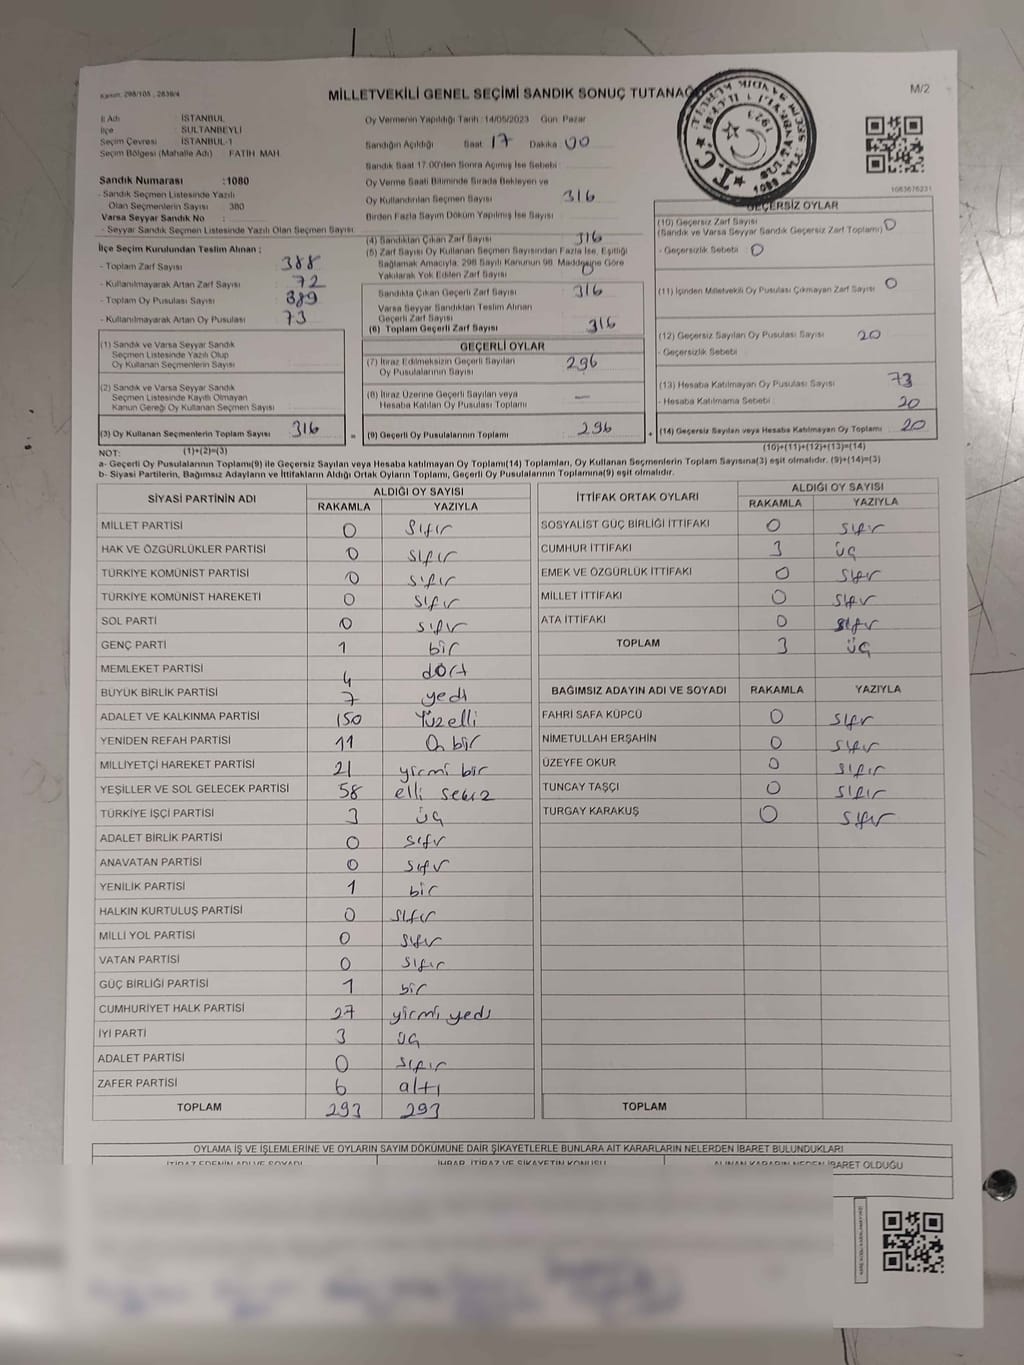 Kanun: 298/105 , 2839/4
MİLLETVEKİLİ GENEL SEÇİMİ SANDIK SONUÇ TUTANAĞI
M/2
İl Adı : İSTANBUL
İlçe : SULTANBEYLİ
Seçim Çevresi : İSTANBUL-1
Seçim Bölgesi (Mahalle Adı) : FATİH MAH.
Sandık Numarası :1080
- Sandık Seçmen Listesinde Yazılı
Olan Seçmenlerin Sayısı : 380
Varsa Seyyar Sandık No :
- Seyyar Sandık Seçmen Listesinde Yazılı Olan Seçmen Sayısı:
İlçe Seçim Kurulundan Teslim Alınan ;
- Toplam Zarf Sayısı : 388
- Kullanılmayarak Artan Zarf Sayısı : 72
- Toplam Oy Pusulası Sayısı : 389
- Kullanılmayarak Artan Oy Pusulası : 73
(1) Sandık ve Varsa Seyyar Sandık
Seçmen Listesinde Yazılı Olup
Oy Kullanan Seçmenlerin Sayısı :
(2) Sandık ve Varsa Seyyar Sandık
Seçmen Listesinde Kayıtlı Olmayan
Kanun Gereği Oy Kullanan Seçmen Sayısı :
(3) Oy Kullanan Seçmenlerin Toplam Sayısı : 316
Oy Vermenin Yapıldığı Tarih :14/05/2023 Gün: Pazar
Sandığın Açıldığı Saat: 17 Dakika: 00
Sandık Saat 17.00'den Sonra Açılmış İse Sebebi :
Oy Verme Saati Bitiminde Sırada Bekleyen ve
Oy Kullandırılan Seçmen Sayısı : 316
Birden Fazla Sayım Döküm Yapılmış İse Sayısı :
(4) Sandıktan Çıkan Zarf Sayısı : 316
(5) Zarf Sayısı Oy Kullanan Seçmen Sayısından Fazla İse, Eşitliği
Sağlamak Amacıyla; 298 Sayılı Kanunun 98. Maddesine Göre
Yakılarak Yok Edilen Zarf Sayısı : 0
Sandıkta Çıkan Geçerli Zarf Sayısı : 316
Varsa Seyyar Sandıktan Teslim Alınan
Geçerli Zarf Sayısı :
(6) Toplam Geçerli Zarf Sayısı : 316
GEÇERLİ OYLAR
(7) İtiraz Edilmeksizin Geçerli Sayılan
Oy Pusulalarının Sayısı : 296
(8) İtiraz Üzerine Geçerli Sayılan veya
Hesaba Katılan Oy Pusulası Toplamı : —
= (9) Geçerli Oy Pusulalarının Toplamı : 296
1083676231
GEÇERSİZ OYLAR
(10) Geçersiz Zarf Sayısı
(Sandık ve Varsa Seyyar Sandık Geçersiz Zarf Toplamı) : 0
- Geçersizlik Sebebi : 0
(11) İçinden Milletvekili Oy Pusulası Çıkmayan Zarf Sayısı : 0
(12) Geçersiz Sayılan Oy Pusulası Sayısı : 20
- Geçersizlik Sebebi :
(13) Hesaba Katılmayan Oy Pusulası Sayısı : 73
- Hesaba Katılmama Sebebi : 20
+ (14) Geçersiz Sayılan veya Hesaba Katılmayan Oy Toplamı : 20
NOT: (1)+(2)=(3) (10)+(11)+(12)+(13)=(14)
a- Geçerli Oy Pusulalarının Toplamı(9) ile Geçersiz Sayılan veya Hesaba katılmayan Oy Toplamı(14) Toplamları, Oy Kullanan Seçmenlerin Toplam Sayısına(3) eşit olmalıdır. (9)+(14)=(3)
b- Siyasi Partilerin, Bağımsız Adayların ve İttifakların Aldığı Ortak Oyların Toplamı, Geçerli Oy Pusulalarının Toplamına(9) eşit olmalıdır.
SİYASİ PARTİNİN ADI ALDIĞI OY SAYISI
RAKAMLA YAZIYLA
MİLLET PARTİSİ 0 sıfır
HAK VE ÖZGÜRLÜKLER PARTİSİ 0 sıfır
TÜRKİYE KOMÜNİST PARTİSİ 0 sıfır
TÜRKİYE KOMÜNİST HAREKETİ 0 sıfır
SOL PARTİ 0 sıfır
GENÇ PARTİ 1 bir
MEMLEKET PARTİSİ 4 dört
BÜYÜK BİRLİK PARTİSİ 7 yedi
ADALET VE KALKINMA PARTİSİ 150 Yüzelli
YENİDEN REFAH PARTİSİ 11 On bir
MİLLİYETÇİ HAREKET PARTİSİ 21 yirmi bir
YEŞİLLER VE SOL GELECEK PARTİSİ 58 elli sekiz
TÜRKİYE İŞÇİ PARTİSİ 3 üç
ADALET BİRLİK PARTİSİ 0 sıfır
ANAVATAN PARTİSİ 0 sıfır
YENİLİK PARTİSİ 1 bir
HALKIN KURTULUŞ PARTİSİ 0 sıfır
MİLLİ YOL PARTİSİ 0 sıfır
VATAN PARTİSİ 0 sıfır
GÜÇ BİRLİĞİ PARTİSİ 1 bir
CUMHURİYET HALK PARTİSİ 27 yirmi yedi
İYİ PARTİ 3 üç
ADALET PARTİSİ 0 sıfır
ZAFER PARTİSİ 6 altı
TOPLAM 293 293
İTTİFAK ORTAK OYLARI ALDIĞI OY SAYISI
RAKAMLA YAZIYLA
SOSYALİST GÜÇ BİRLİĞİ İTTİFAKI 0 sıfır
CUMHUR İTTİFAKI 3 üç
EMEK VE ÖZGÜRLÜK İTTİFAKI 0 sıfır
MİLLET İTTİFAKI 0 sıfır
ATA İTTİFAKI 0 sıfır
TOPLAM 3 üç
BAĞIMSIZ ADAYIN ADI VE SOYADI RAKAMLA YAZIYLA
FAHRİ SAFA KÜPCÜ 0 sıfır
NİMETULLAH ERŞAHİN 0 sıfır
ÜZEYFE OKUR 0 sıfır
TUNCAY TAŞÇI 0 sıfır
TURGAY KARAKUŞ 0 sıfır
TOPLAM
OYLAMA İŞ VE İŞLEMLERİNE VE OYLARIN SAYIM DÖKÜMÜNE DAİR ŞİKAYETLERLE BUNLARA AİT KARARLARIN NELERDEN İBARET BULUNDUKLARI
İTİRAZ EDENİN ADI VE SOYADI İHBAR, İTİRAZ VE ŞİKAYETİN KONUSU ALINAN KARARIN NEDEN İBARET OLDUĞU